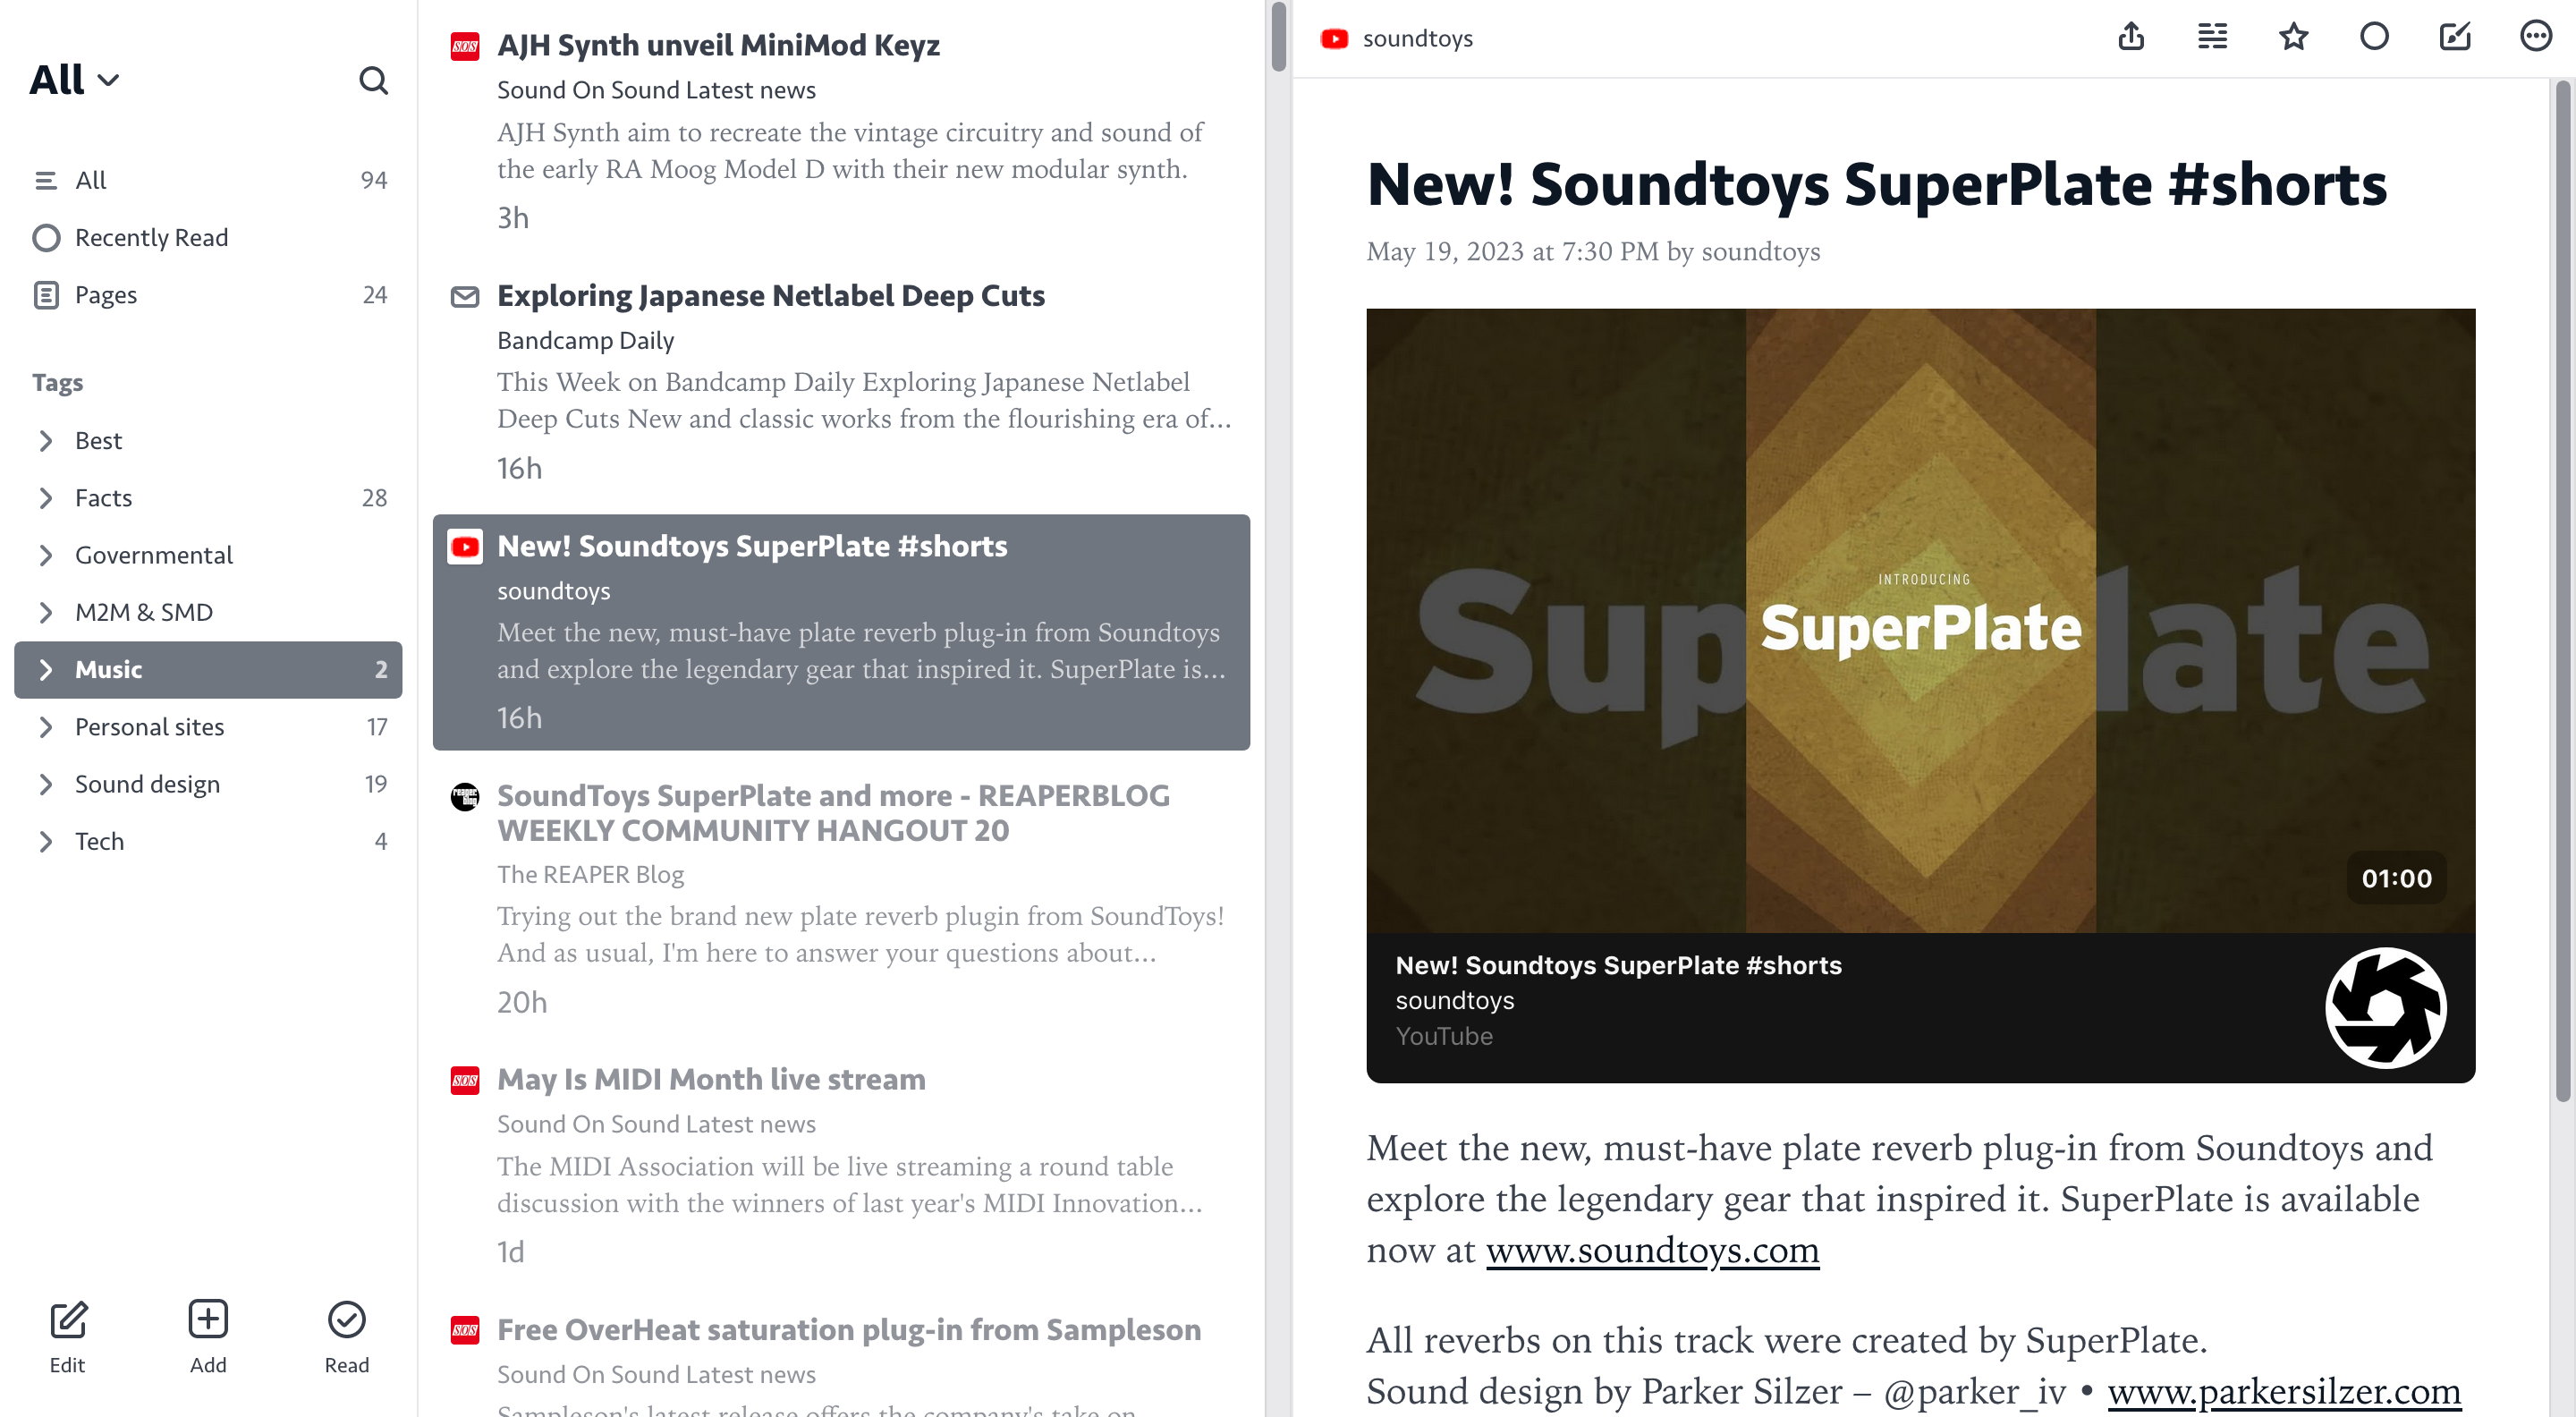 All
All 94
Recently Read
Pages 24
Tags
Best
Facts 28
Governmental
M2M & SMD
Music 2
Personal sites 17
Sound design 19
Tech 4
Edit Add Read
SOS
AJH Synth unveil MiniMod Keyz
Sound On Sound Latest news
AJH Synth aim to recreate the vintage circuitry and sound of
the early RA Moog Model D with their new modular synth.
3h
Exploring Japanese Netlabel Deep Cuts
Bandcamp Daily
This Week on Bandcamp Daily Exploring Japanese Netlabel
Deep Cuts New and classic works from the flourishing era of...
16h
New! Soundtoys SuperPlate #shorts
soundtoys
Meet the new, must-have plate reverb plug-in from Soundtoys
and explore the legendary gear that inspired it. SuperPlate is...
16h
reaper
blog
SoundToys SuperPlate and more - REAPERBLOG
WEEKLY COMMUNITY HANGOUT 20
The REAPER Blog
Trying out the brand new plate reverb plugin from SoundToys!
And as usual, I'm here to answer your questions about...
20h
SOS
May Is MIDI Month live stream
Sound On Sound Latest news
The MIDI Association will be live streaming a round table
discussion with the winners of last year's MIDI Innovation...
1d
SOS
Free OverHeat saturation plug-in from Sampleson
Sound On Sound Latest news
Sampleson's latest release offers the company's take on
soundtoys
New! Soundtoys SuperPlate #shorts
May 19, 2023 at 7:30 PM by soundtoys
INTRODUCING
SuperPlate
Sup late
01:00
New! Soundtoys SuperPlate #shorts
soundtoys
YouTube
Meet the new, must-have plate reverb plug-in from Soundtoys and
explore the legendary gear that inspired it. SuperPlate is available
now at www.soundtoys.com
All reverbs on this track were created by SuperPlate.
Sound design by Parker Silzer – @parker_iv • www.parkersilzer.com